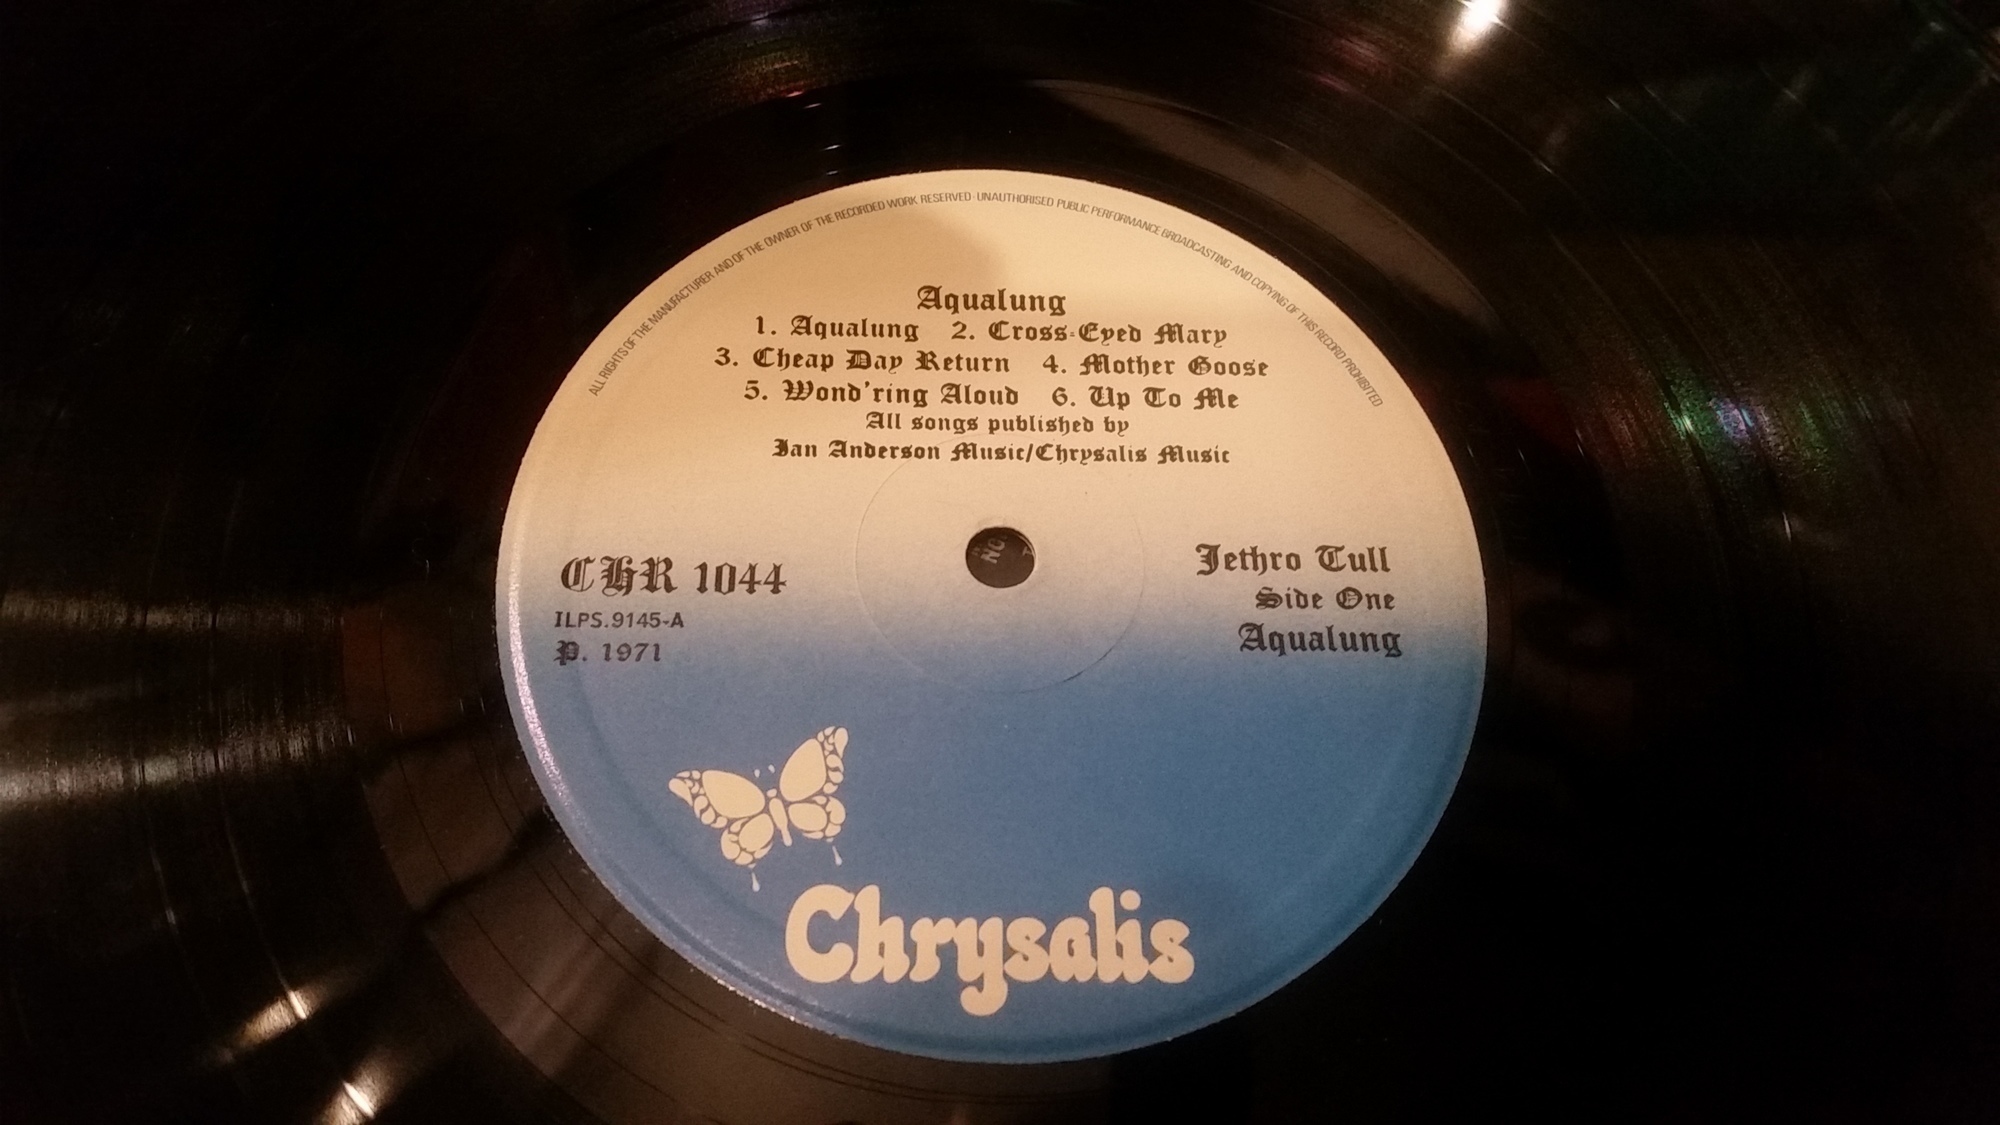 ALL RIGHTS OF THE MANUFACTURER AND OF THE OWNER OF THE RECORDED WORK RESERVED · UNAUTHORISED PUBLIC PERFORMANCE BROADCASTING AND COPYING OF THIS RECORD PROHIBITED
Aqualung
1. Aqualung 2. Cross-Eyed Mary
3. Cheap Day Return 4. Mother Goose
5. Wond'ring Aloud 6. Up To Me
All songs published by
Ian Anderson Music/Chrysalis Music
CHR 1044
ILPS.9145-A
P. 1971
Jethro Tull
Side One
Aqualung
Chrysalis